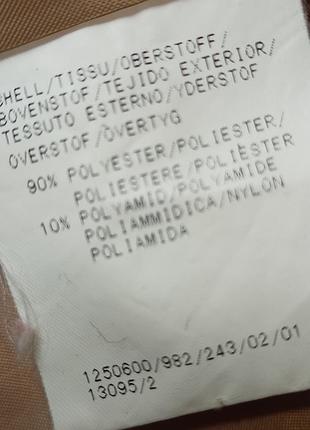 SHELL/TISSU/OBERSTOFF/
BOVENSTOF/TEJIDO EXTERIOR/
TESSUTO ESTERNO/YDERSTOF
OVERSTOF/ÖVERTYG
90% POLYESTER/POLIESTER/
POLIESTERE/POLIÈSTER
10% POLYAMID/POLYAMIDE
POLIAMMIDICA/NYLON
POLIAMIDA
1250600/982/243/02/01
13095/2